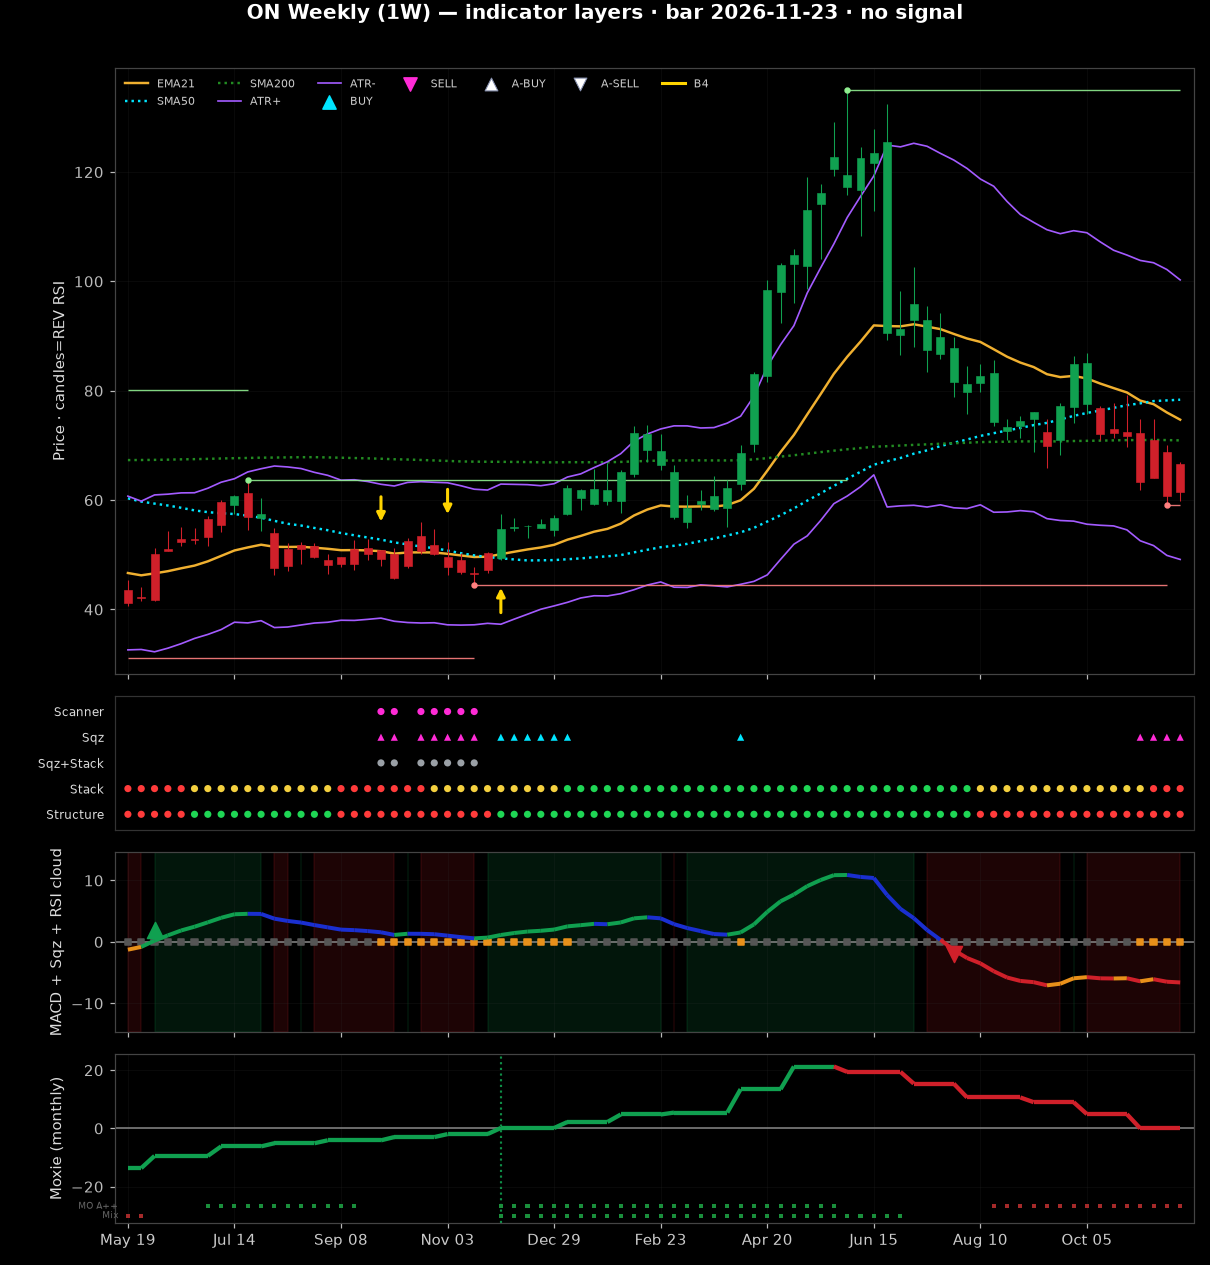 ON Weekly (1W) — indicator layers · bar 2026-11-23 · no signal
EMA21 SMA200 ATR- SELL A-BUY A-SELL B4
SMA50 ATR+ BUY
Price · candles=REV RSI
120
100
80
60
40
Scanner
Sqz
Sqz+Stack
Stack
Structure
MACD + Sqz + RSI cloud
10
0
−10
Moxie (monthly)
20
0
−20
MO A++
Mix
May 19 Jul 14 Sep 08 Nov 03 Dec 29 Feb 23 Apr 20 Jun 15 Aug 10 Oct 05